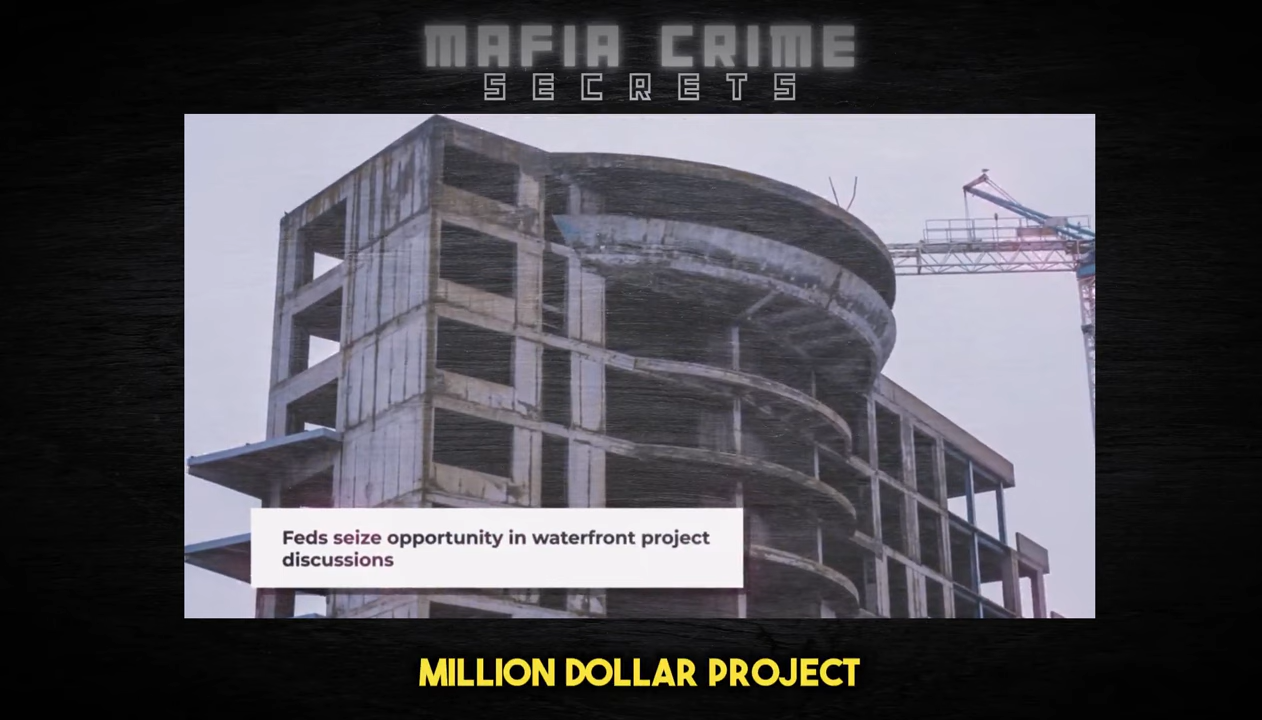 MAFIA CRIME
SECRETS
Feds seize opportunity in waterfront project
discussions
MILLION DOLLAR PROJECT